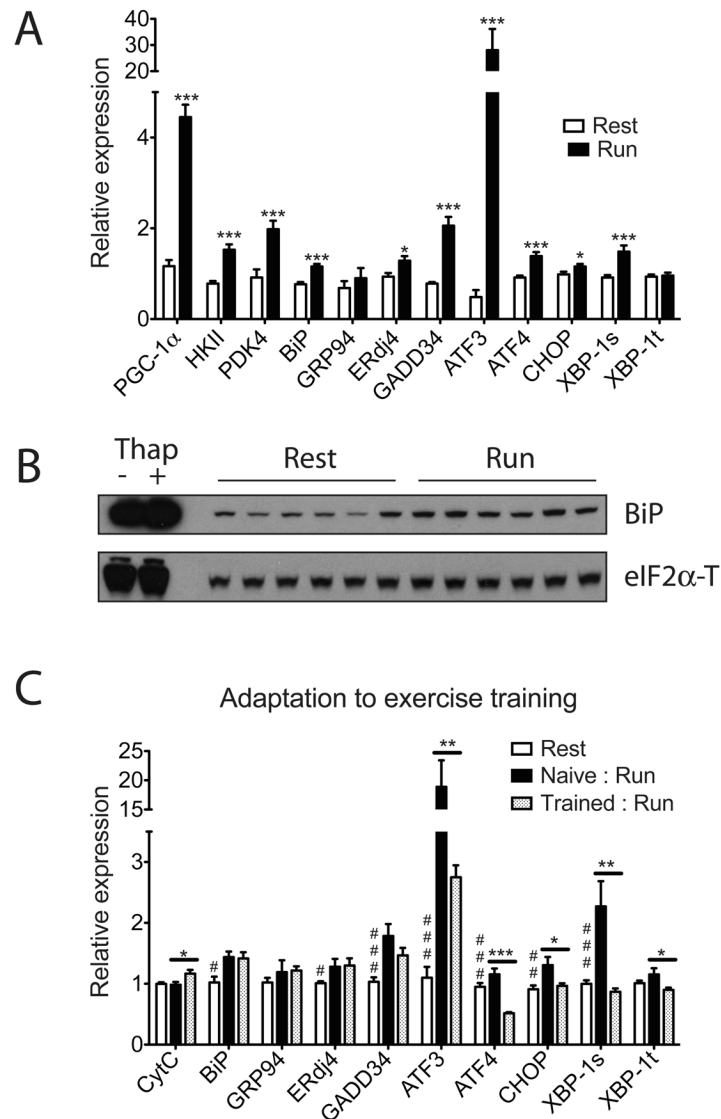 A
Relative expression
40
30
20
4
2
0
***
***
***
***
*
***
***
***
*
***
Rest
Run
PGC-1α
HKII
PDK4
BiP
GRP94
ERdj4
GADD34
ATF3
ATF4
CHOP
XBP-1s
XBP-1t
B
Thap
- +
Rest
Run
BiP
eIF2α-T
C
Adaptation to exercise training
Relative expression
25
20
15
3
2
1
0
Rest
Naive : Run
Trained : Run
*
#
#
###
###
**
###
***
##
*
###
**
*
CytC
BiP
GRP94
ERdj4
GADD34
ATF3
ATF4
CHOP
XBP-1s
XBP-1t